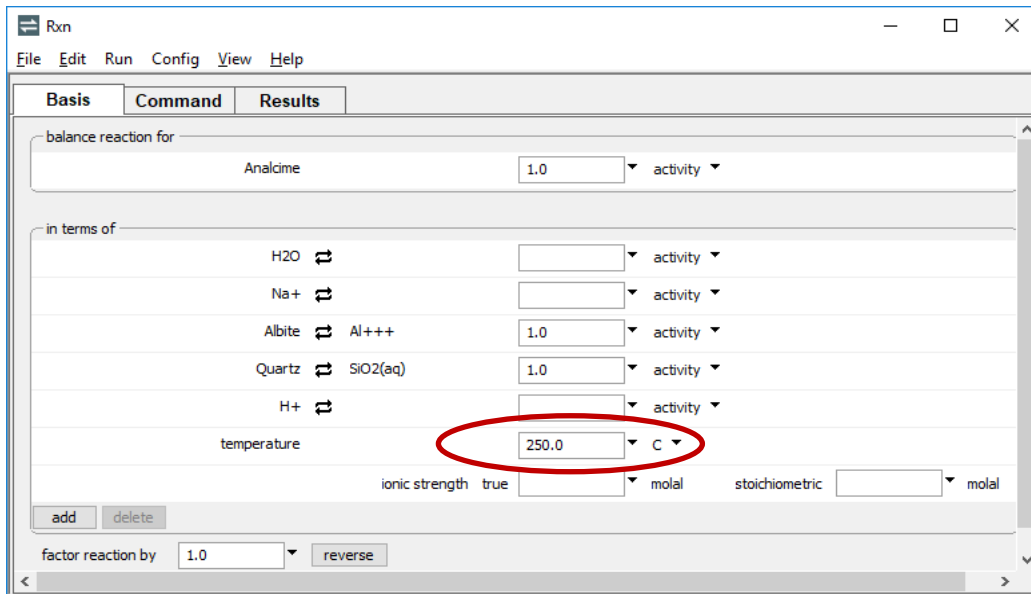 Rxn
File Edit Run Config View Help
Basis Command Results
balance reaction for
Analcime 1.0 activity
in terms of
H2O activity
Na+ activity
Albite Al+++ 1.0 activity
Quartz SiO2(aq) 1.0 activity
H+ activity
temperature 250.0 C
ionic strength true molal stoichiometric molal
add delete
factor reaction by 1.0 reverse